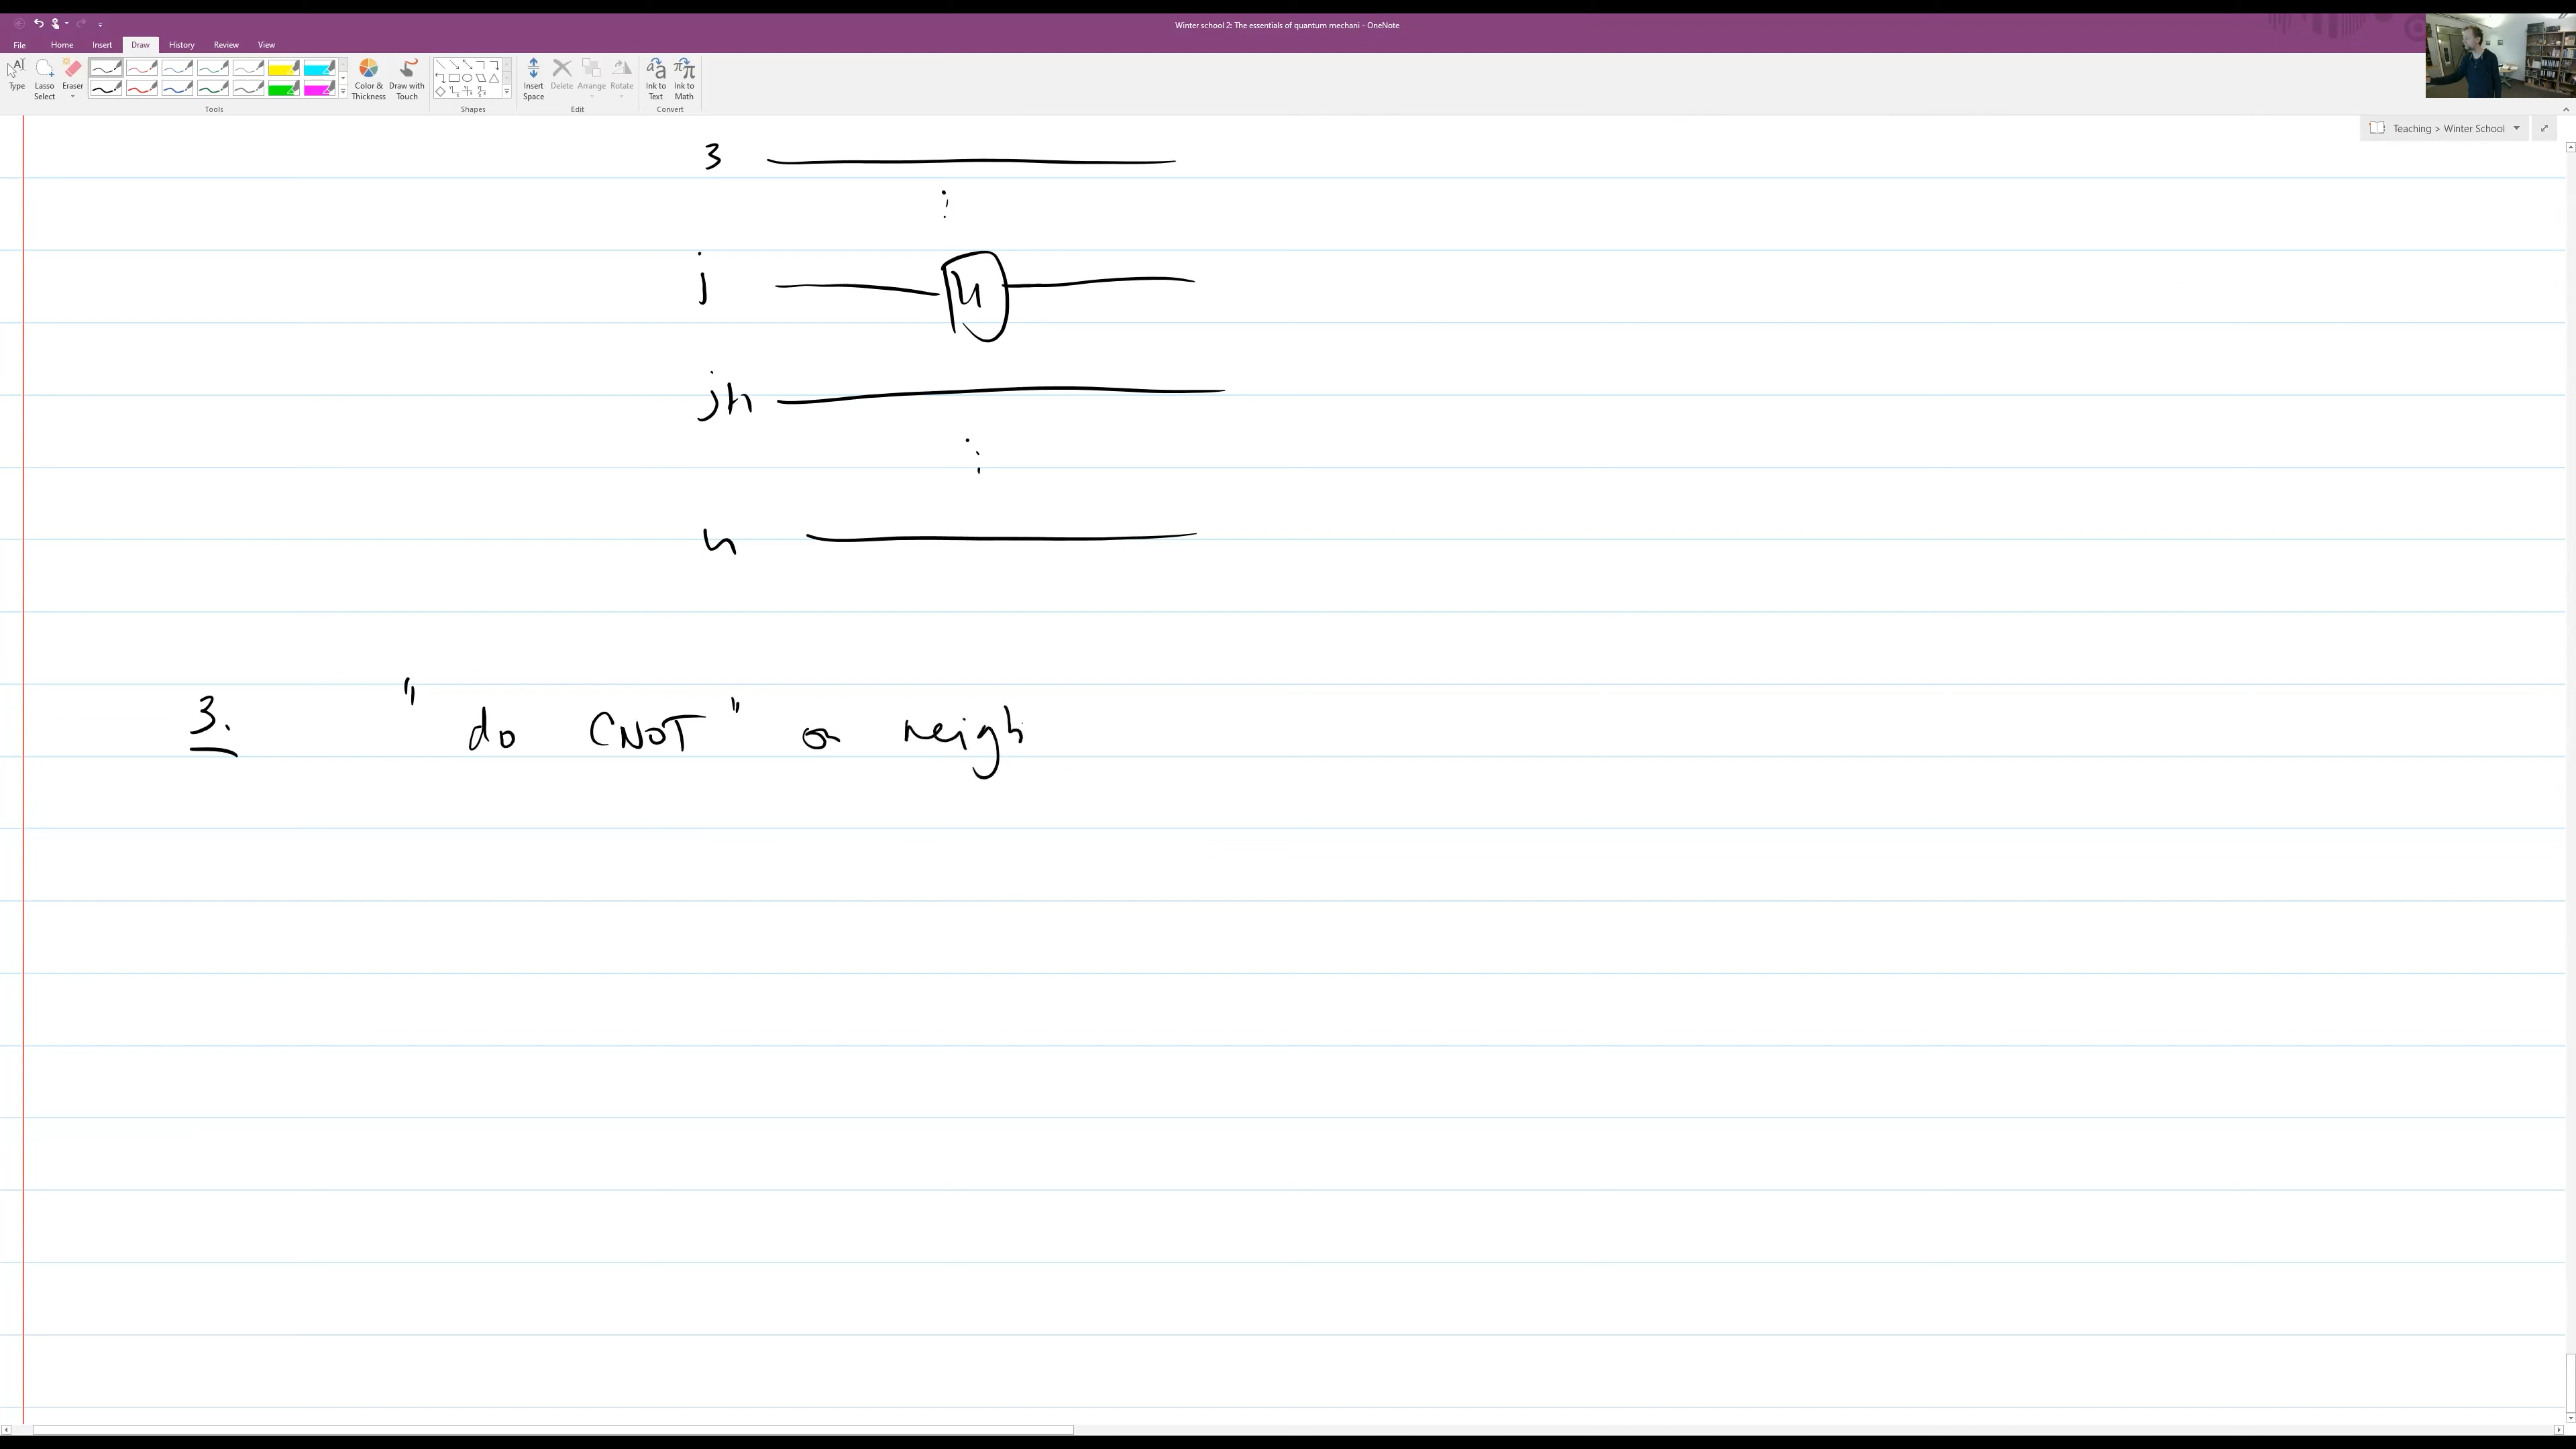 Winter school 2: The essentials of quantum mechani - OneNote
File Home Insert Draw History Review View
Type Lasso Select Eraser Color & Thickness Draw with Touch Insert Space Delete Arrange Rotate Ink to Text Ink to Math
Tools Shapes Edit Convert
Teaching > Winter School
3
j
U
j+1
n
3. "do CNOT" on neigh